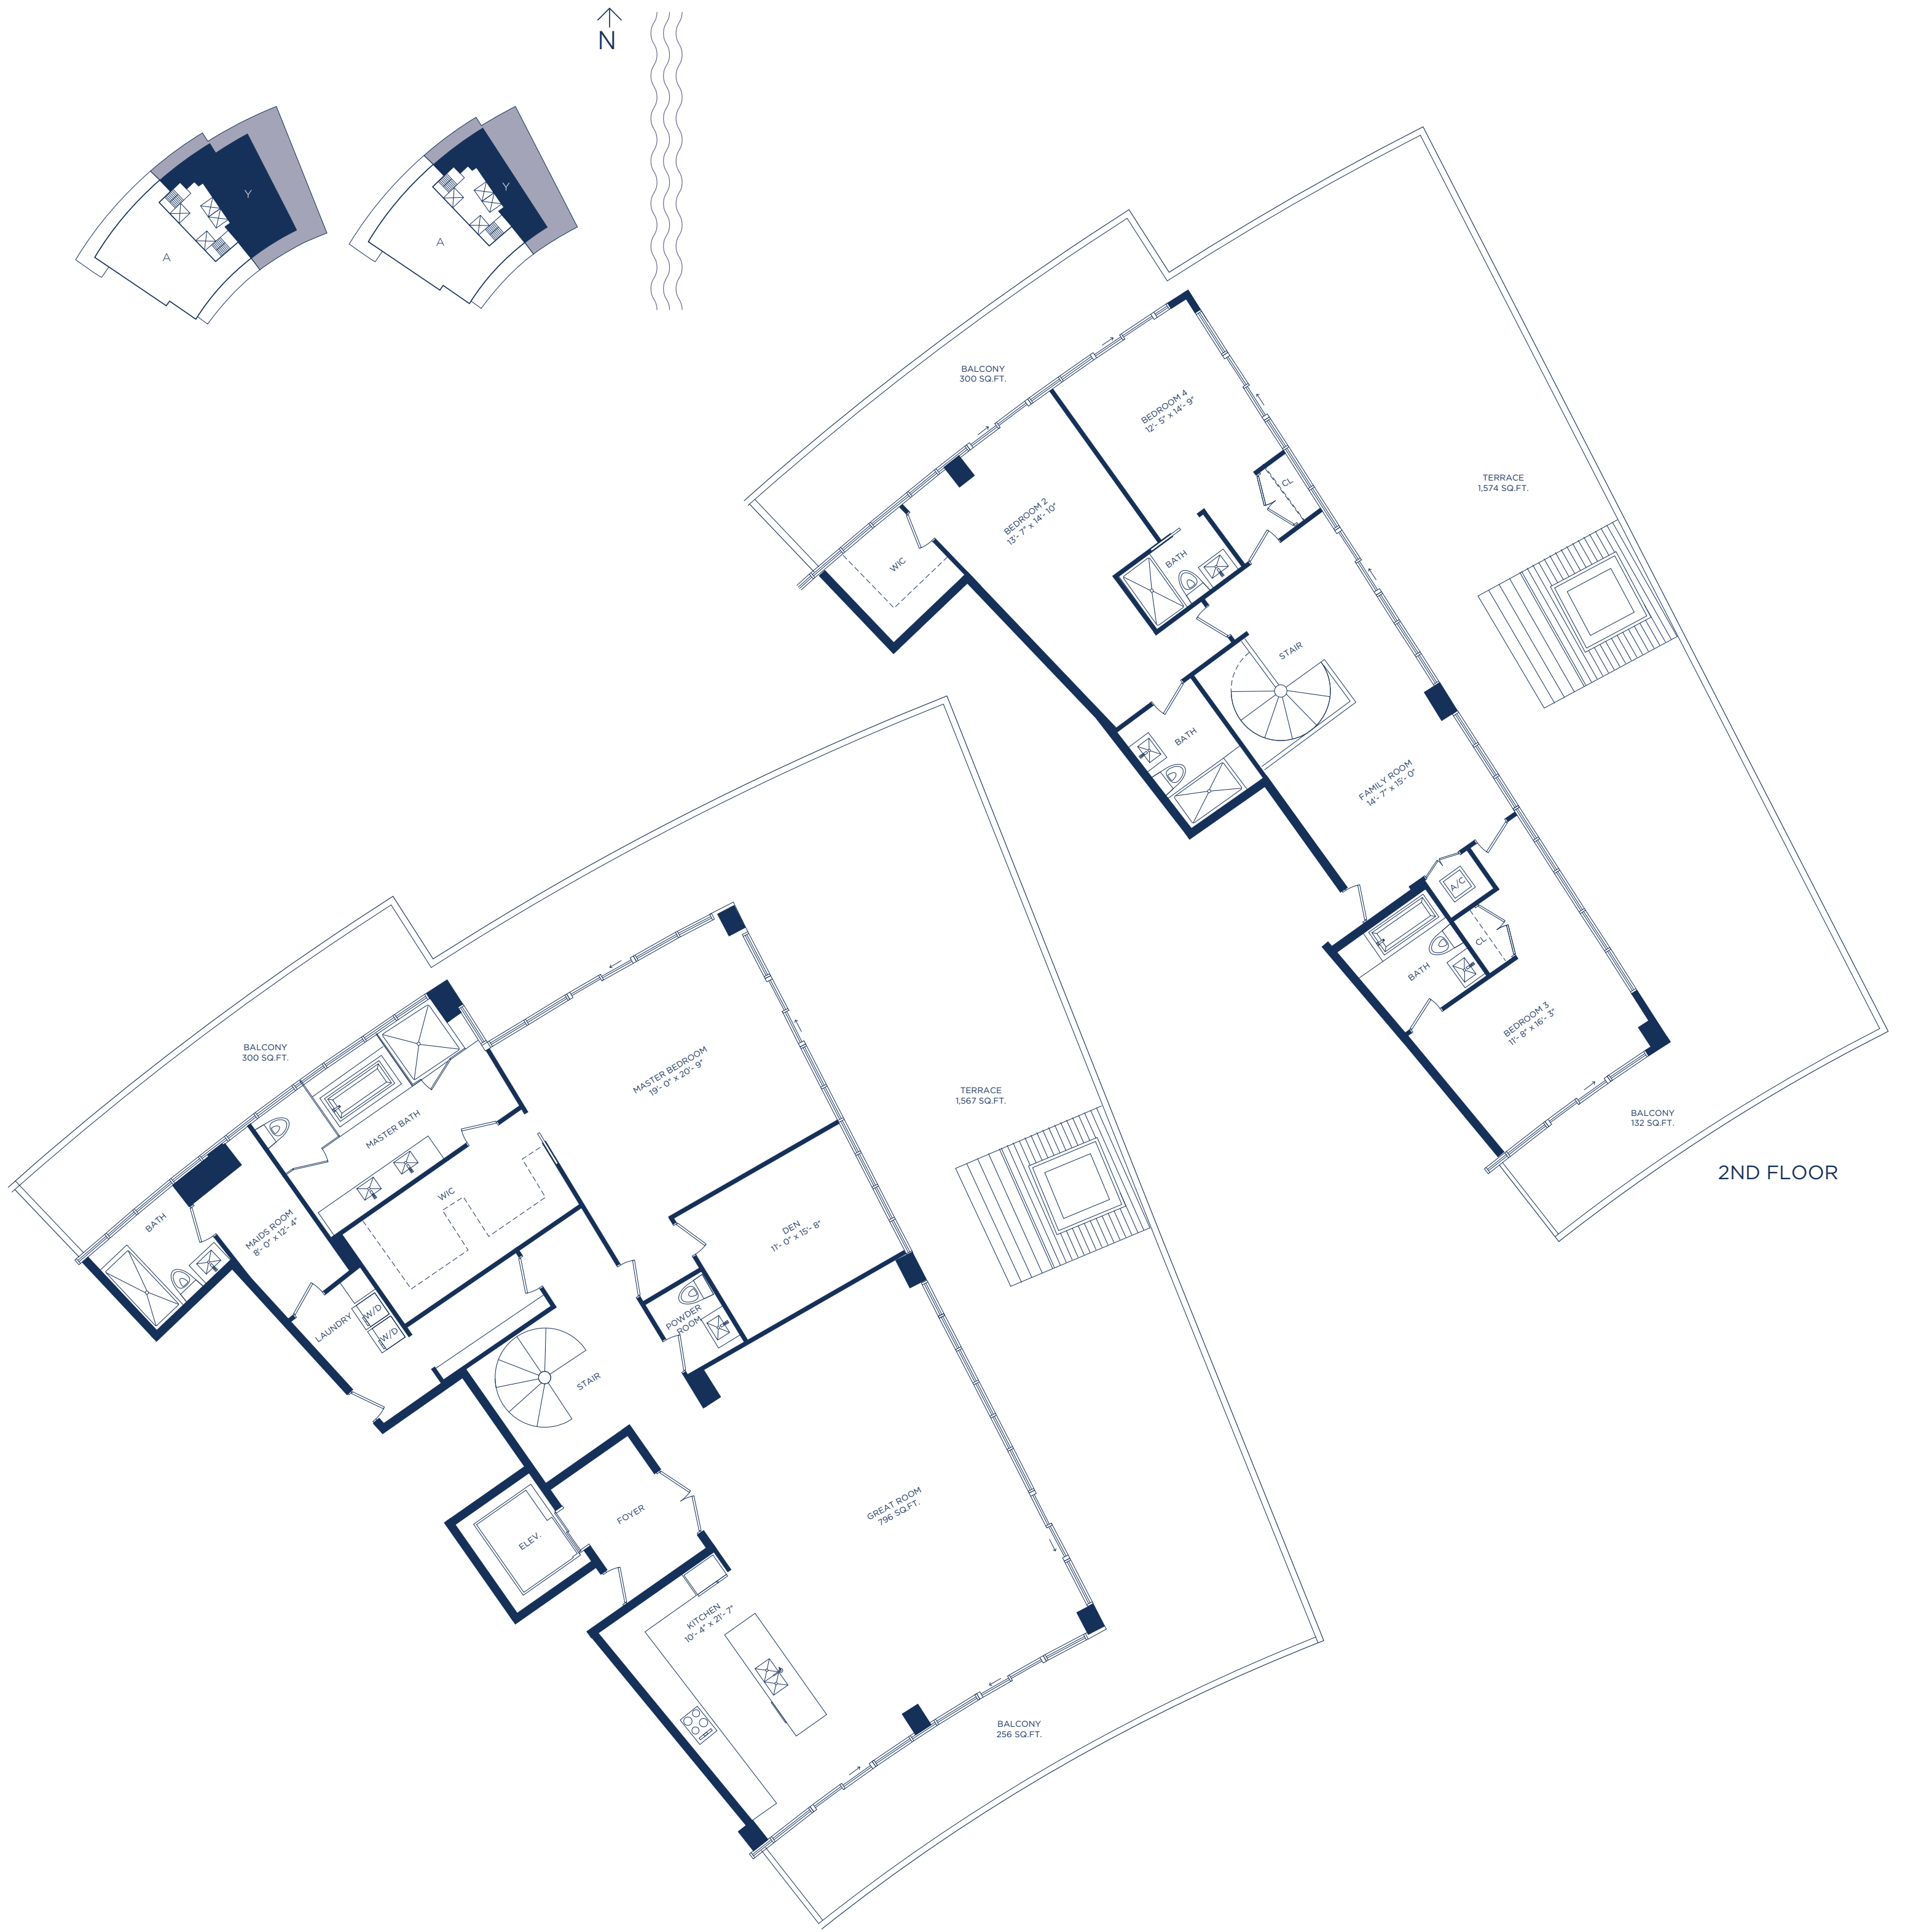 N
Y
A
Y
A
BALCONY
300 SQ.FT.
BEDROOM 4
12'- 5" x 14'- 9"
TERRACE
1,574 SQ.FT.
CL
BEDROOM 2
13'- 7" x 14'- 10"
WIC
BATH
STAIR
BATH
FAMILY ROOM
14'- 7" x 15'- 0"
A/C
CL
BATH
BEDROOM 3
11'- 8" x 16'- 3"
BALCONY
132 SQ.FT.
2ND FLOOR
BALCONY
300 SQ.FT.
MASTER BEDROOM
19'- 0" x 20'- 9"
TERRACE
1,567 SQ.FT.
MASTER BATH
WIC
BATH
MAIDS ROOM
8'- 0" x 12'- 4"
DEN
11'- 0" x 15'- 8"
LAUNDRY
W/D
W/D
POWDER
ROOM
STAIR
FOYER
ELEV.
GREAT ROOM
796 SQ.FT.
KITCHEN
10'- 4" x 21'- 7"
BALCONY
256 SQ.FT.